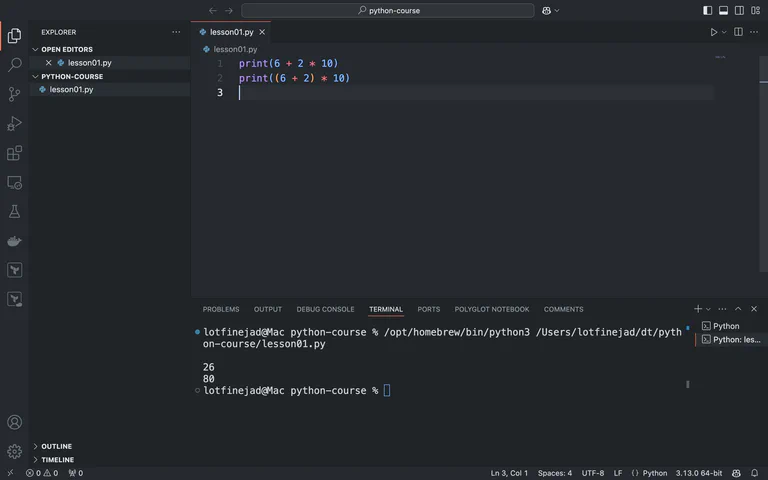 python-course
EXPLORER
OPEN EDITORS
lesson01.py
PYTHON-COURSE
lesson01.py
OUTLINE
TIMELINE
lesson01.py
lesson01.py
1 print(6 + 2 * 10)
2 print((6 + 2) * 10)
3
PROBLEMS OUTPUT DEBUG CONSOLE TERMINAL PORTS POLYGLOT NOTEBOOK COMMENTS
lotfinejad@Mac python-course % /opt/homebrew/bin/python3 /Users/lotfinejad/dt/pyth
on-course/lesson01.py
26
80
lotfinejad@Mac python-course %
Python
Python: les...
0 0 0 Ln 3, Col 1 Spaces: 4 UTF-8 LF {} Python 3.13.0 64-bit